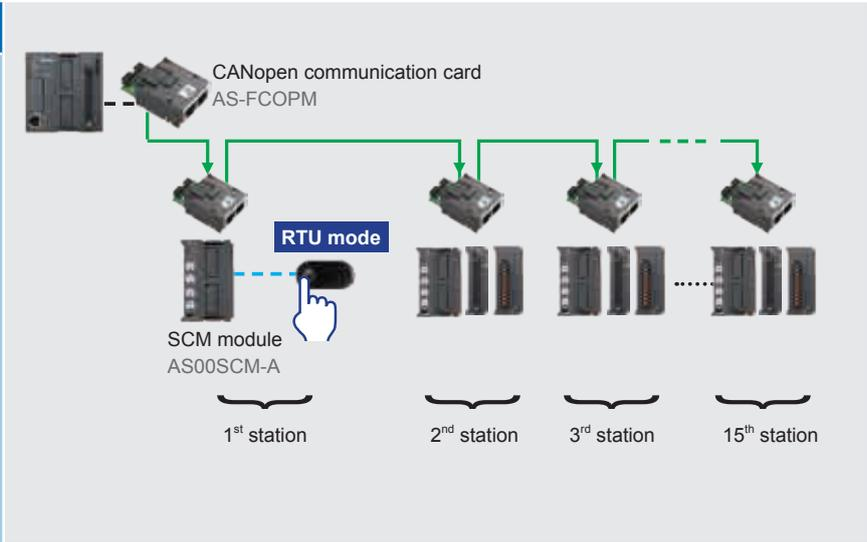 CANopen communication card
AS-FCOPM
RTU mode
SCM module
AS00SCM-A
1st station
2nd station
3rd station
15th station